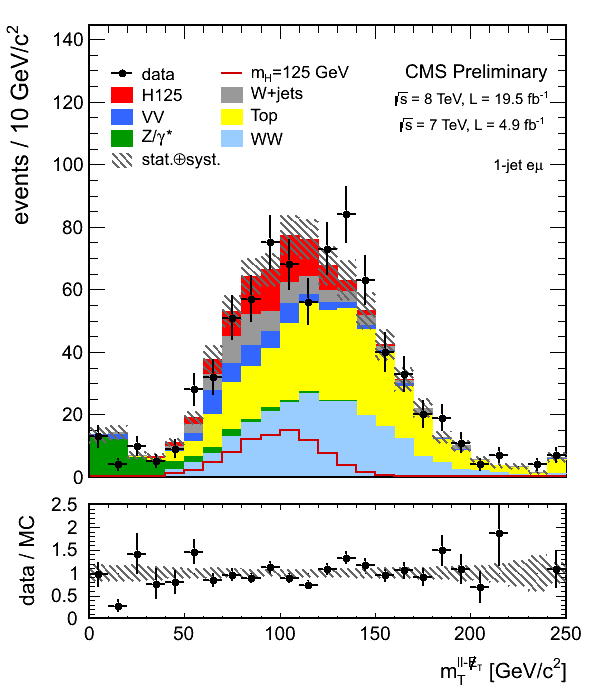 events / 10 GeV/c²
140
120
100
80
60
40
20
0
data
H125
VV
Z/γ*
stat.⊕syst.
m_H=125 GeV
W+jets
Top
WW
CMS Preliminary
√s = 8 TeV, L = 19.5 fb⁻¹
√s = 7 TeV, L = 4.9 fb⁻¹
1-jet eμ
data / MC
2.5
2
1.5
1
0.5
0
0 50 100 150 200 250
m_T^{ll-E̸_T} [GeV/c²]